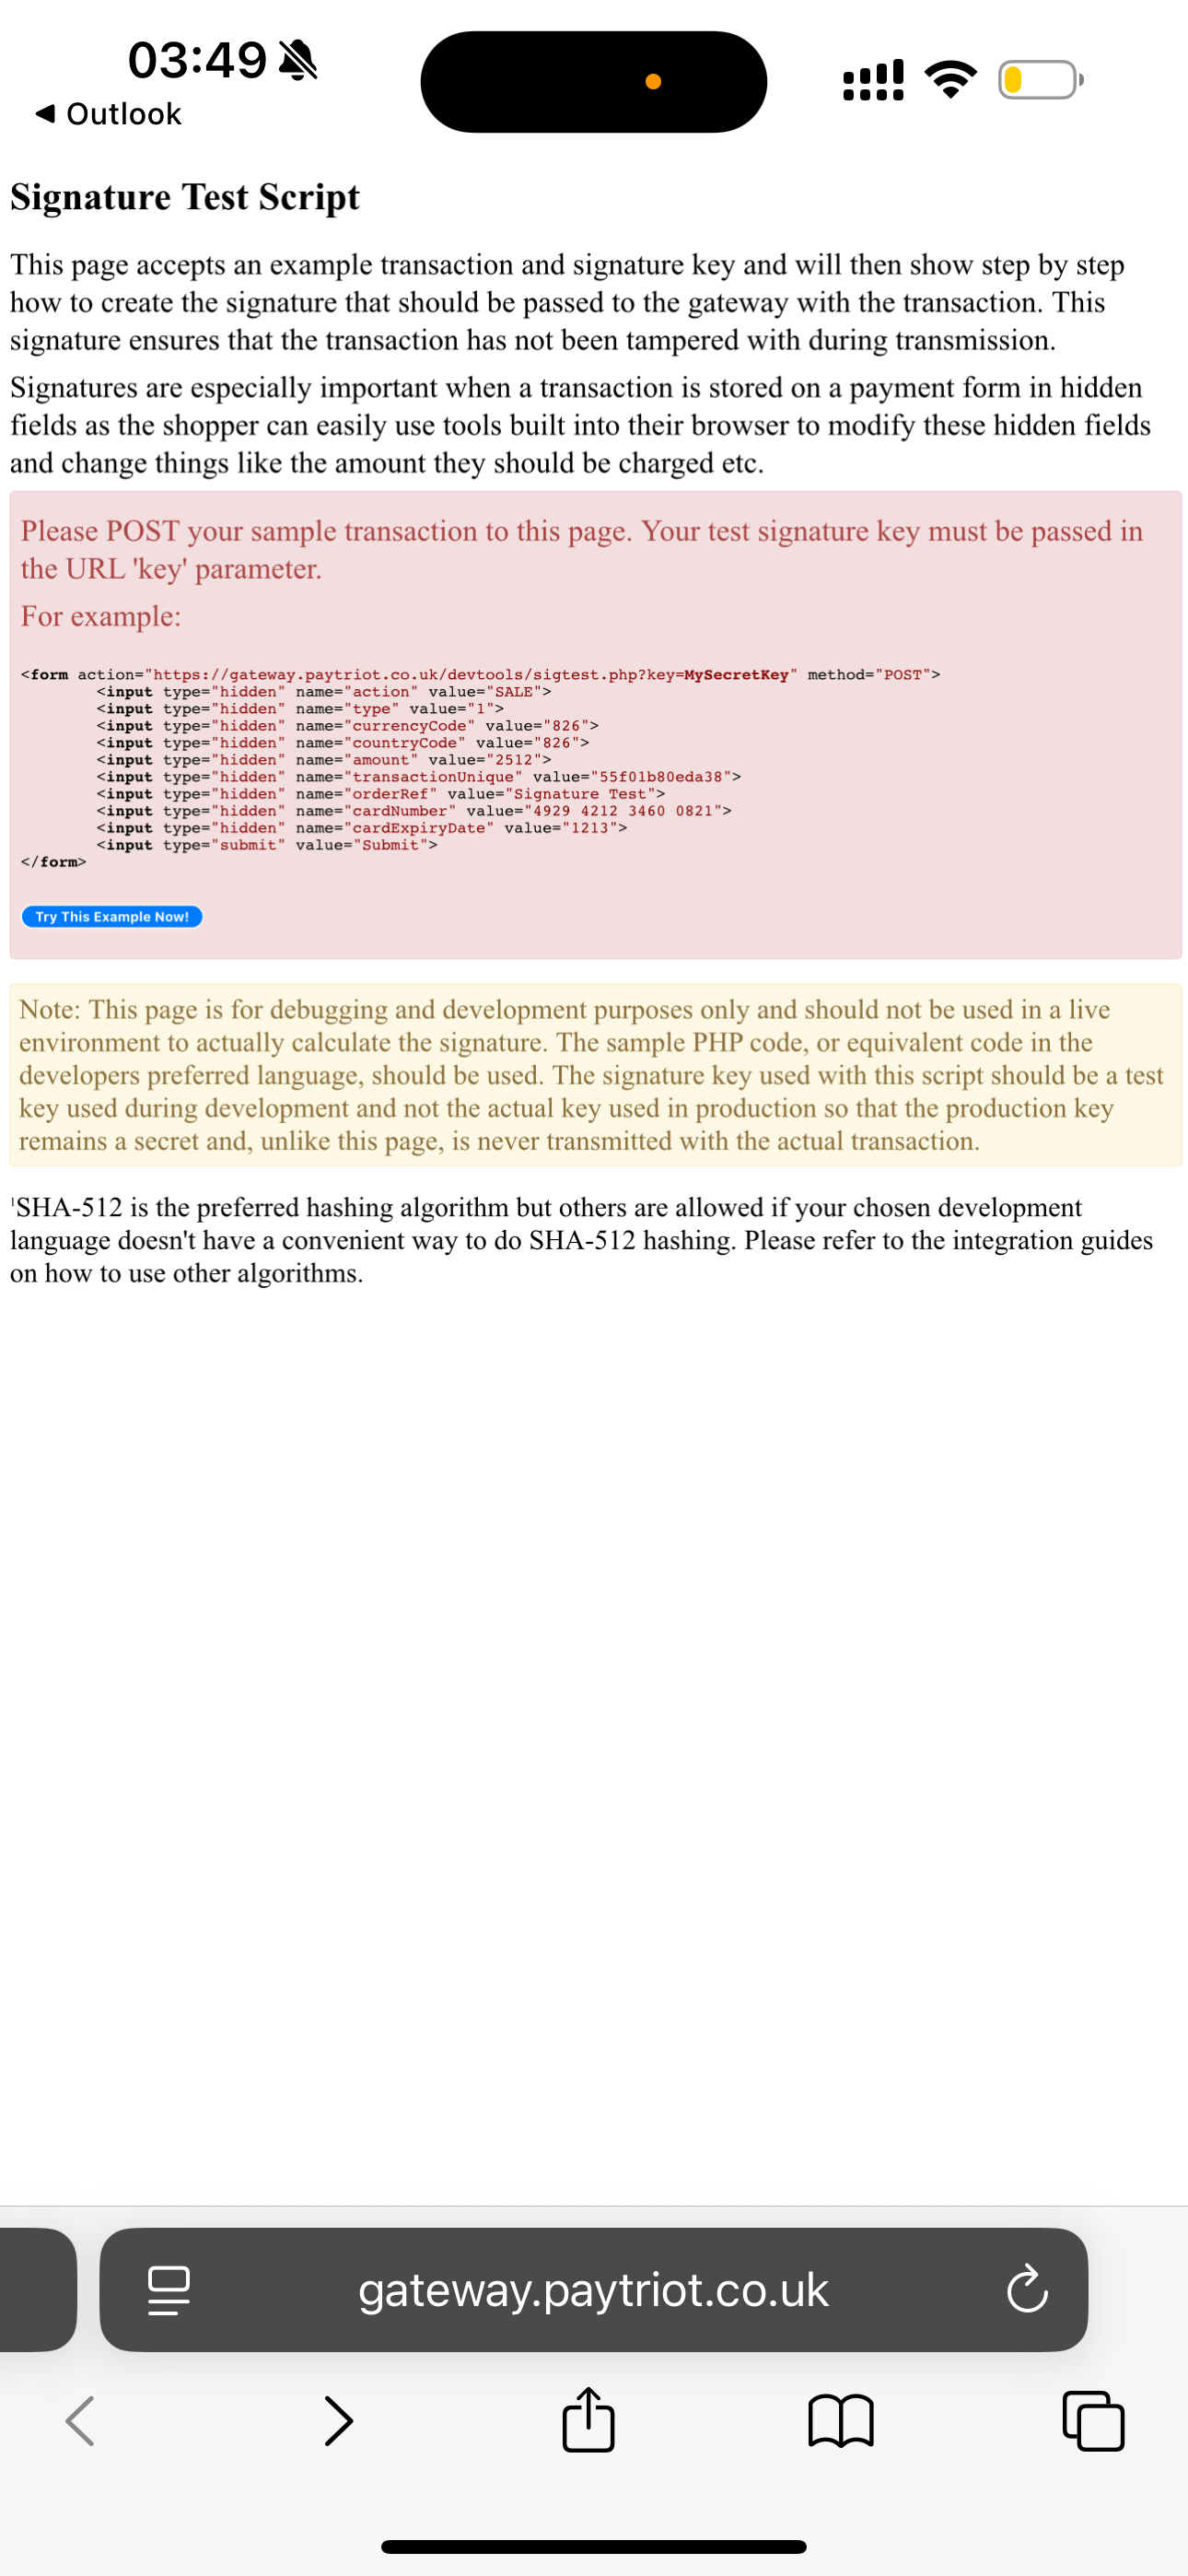 03:49
Outlook
Signature Test Script
This page accepts an example transaction and signature key and will then show step by step
how to create the signature that should be passed to the gateway with the transaction. This
signature ensures that the transaction has not been tampered with during transmission.
Signatures are especially important when a transaction is stored on a payment form in hidden
fields as the shopper can easily use tools built into their browser to modify these hidden fields
and change things like the amount they should be charged etc.
Please POST your sample transaction to this page. Your test signature key must be passed in
the URL 'key' parameter.
For example:
<form action="https://gateway.paytriot.co.uk/devtools/sigtest.php?key=MySecretKey" method="POST">
<input type="hidden" name="action" value="SALE">
<input type="hidden" name="type" value="1">
<input type="hidden" name="currencyCode" value="826">
<input type="hidden" name="countryCode" value="826">
<input type="hidden" name="amount" value="2512">
<input type="hidden" name="transactionUnique" value="55f01b80eda38">
<input type="hidden" name="orderRef" value="Signature Test">
<input type="hidden" name="cardNumber" value="4929 4212 3460 0821">
<input type="hidden" name="cardExpiryDate" value="1213">
<input type="submit" value="Submit">
</form>
Try This Example Now!
Note: This page is for debugging and development purposes only and should not be used in a live
environment to actually calculate the signature. The sample PHP code, or equivalent code in the
developers preferred language, should be used. The signature key used with this script should be a test
key used during development and not the actual key used in production so that the production key
remains a secret and, unlike this page, is never transmitted with the actual transaction.
¹SHA-512 is the preferred hashing algorithm but others are allowed if your chosen development
language doesn't have a convenient way to do SHA-512 hashing. Please refer to the integration guides
on how to use other algorithms.
gateway.paytriot.co.uk